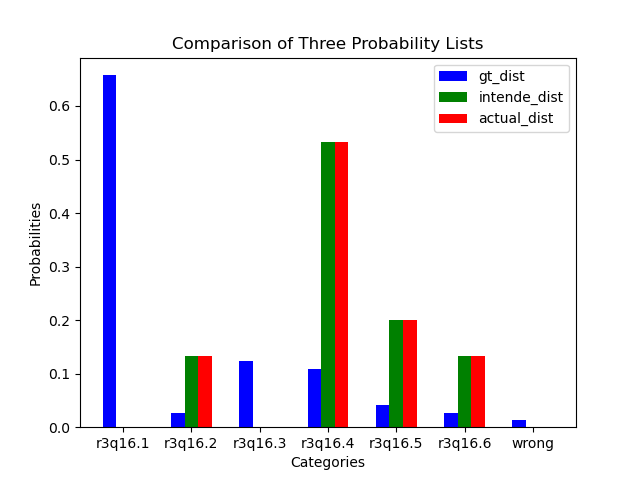 Comparison of Three Probability Lists
gt_dist
intende_dist
actual_dist
Probabilities
0.6
0.5
0.4
0.3
0.2
0.1
0.0
r3q16.1 r3q16.2 r3q16.3 r3q16.4 r3q16.5 r3q16.6 wrong
Categories